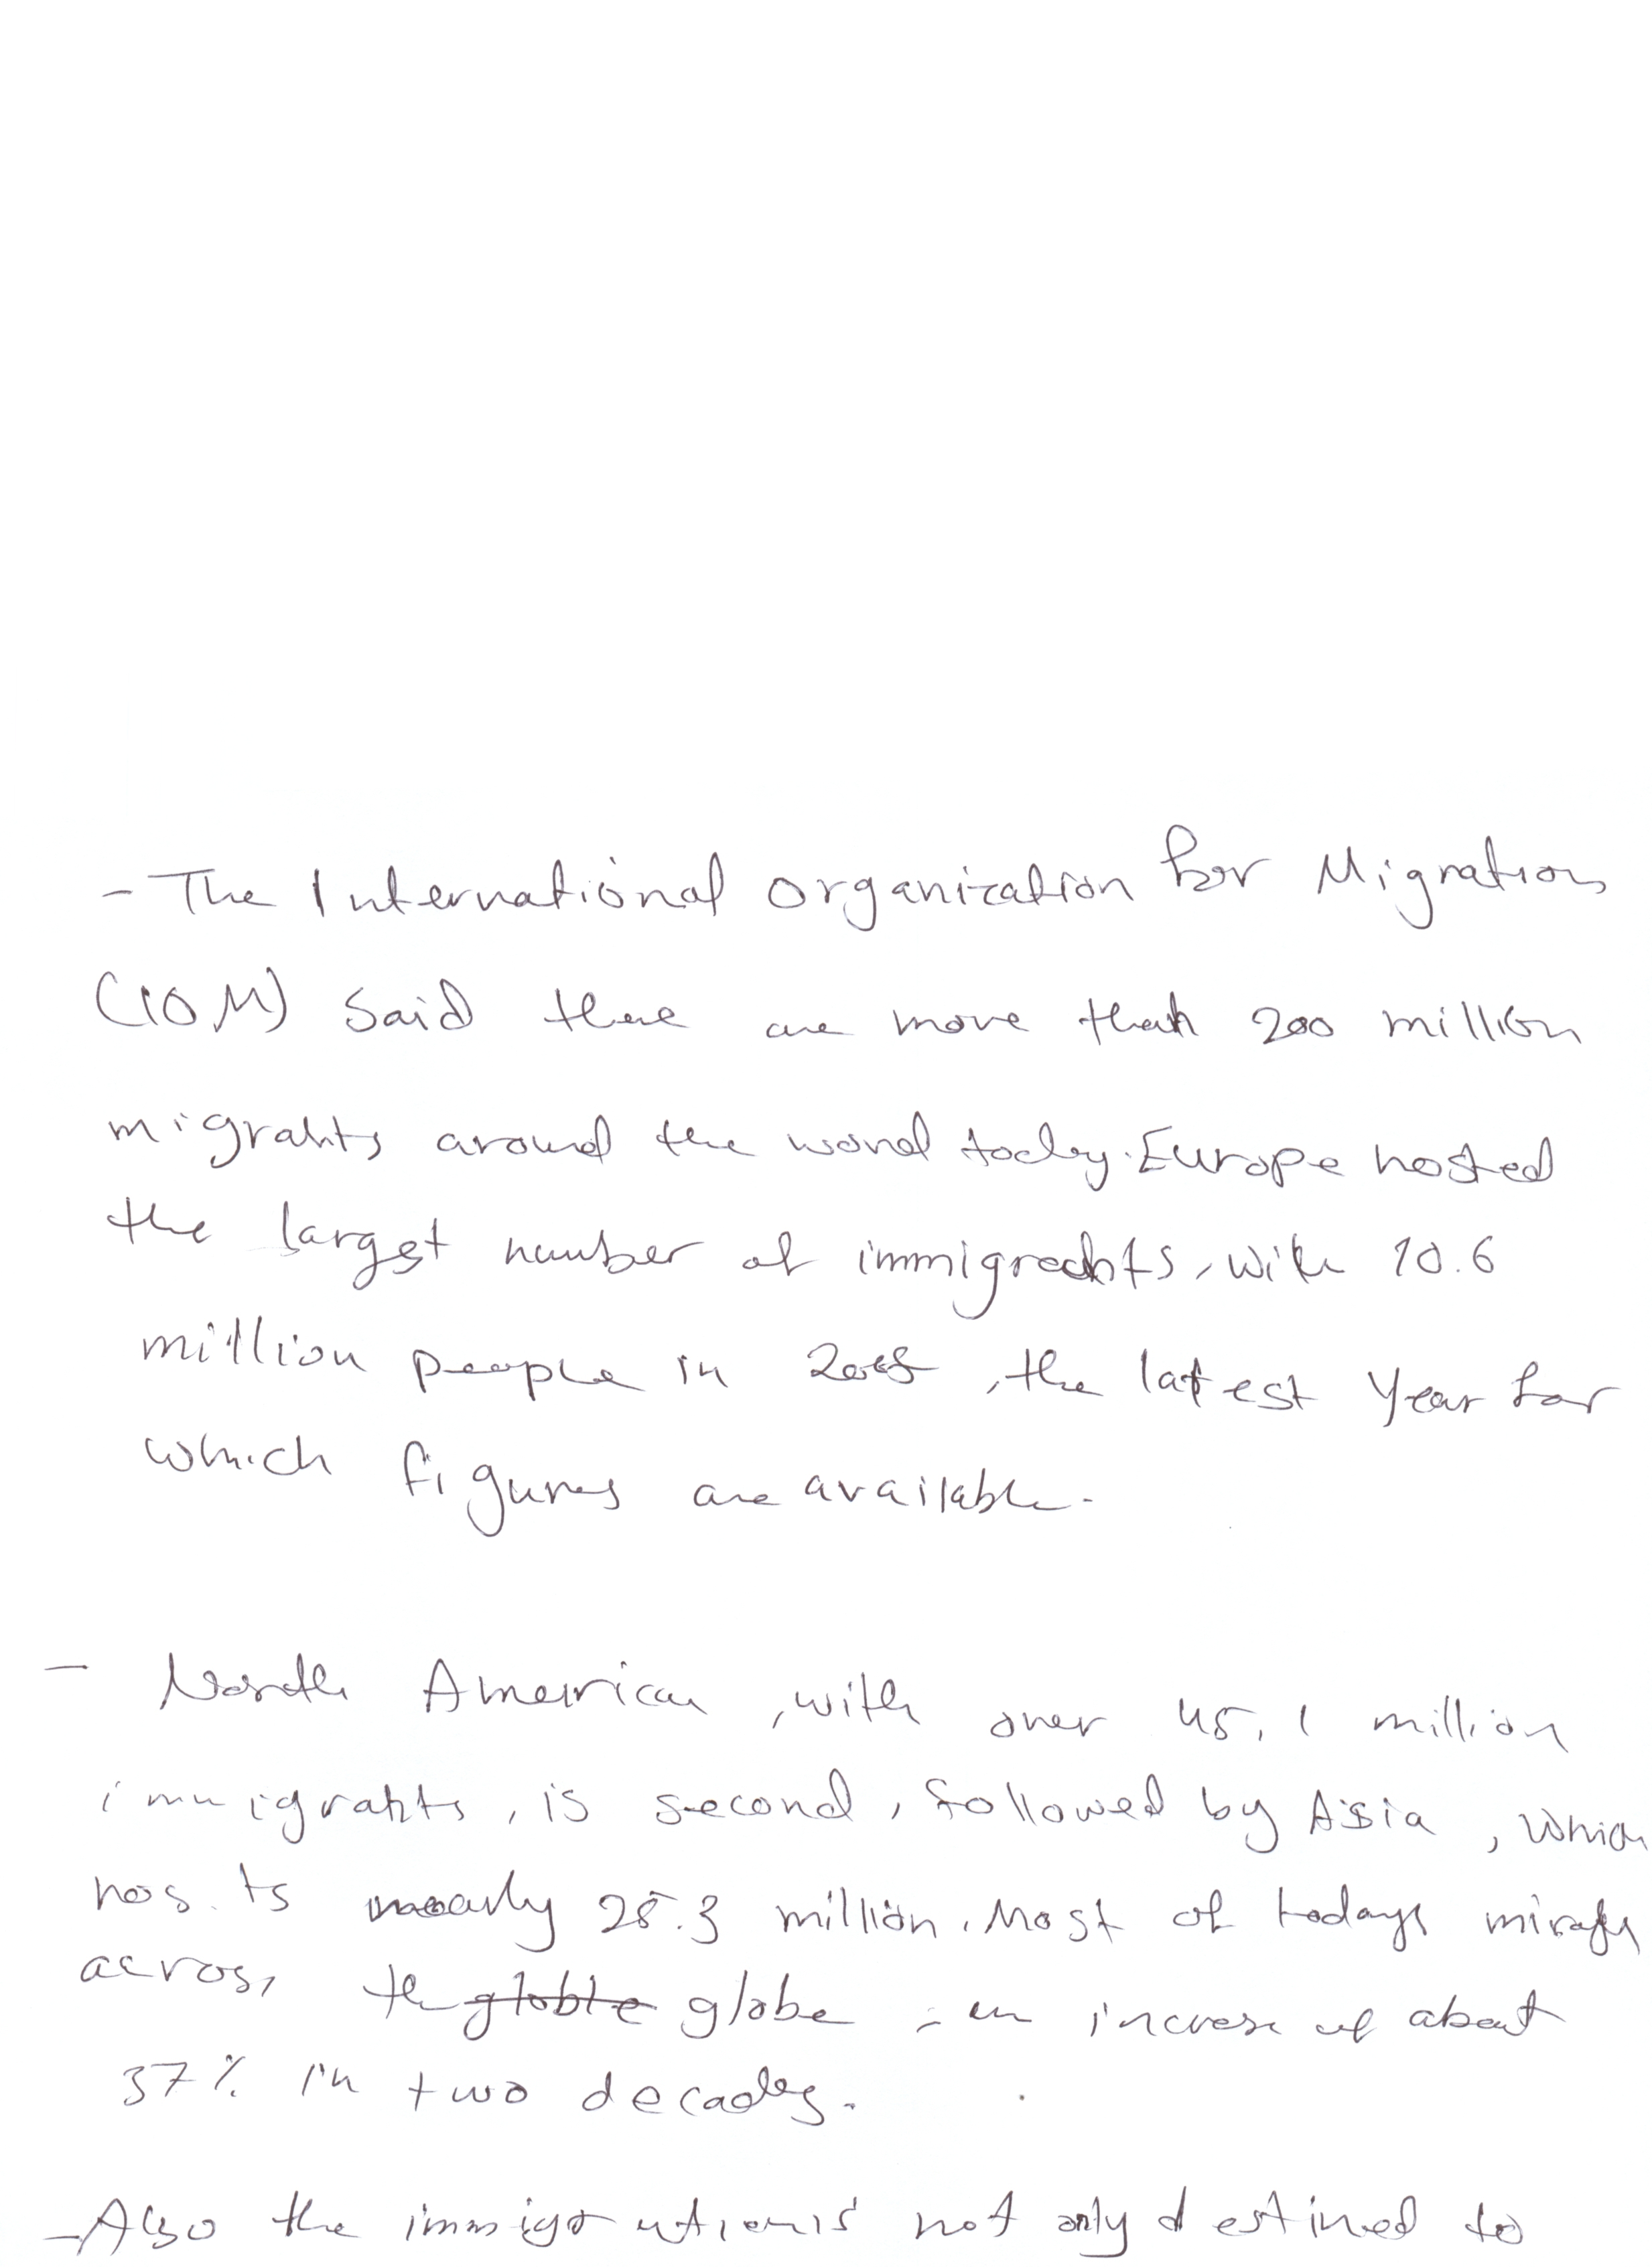 - The International Organization for Migration
(IOM) said there are more than 200 million
migrants around the world today. Europe hosted
the largest number of immigrants, with 70.6
million people in 2005, the latest year for
which figures are available.
- North American, with over 45.1 million
immigrants, is second, followed by Asia, which
hosts nearly 25.3 million. Most of todays
across the globe - an increse of about
37% in two decades.
- Also the immigration is not only destined to